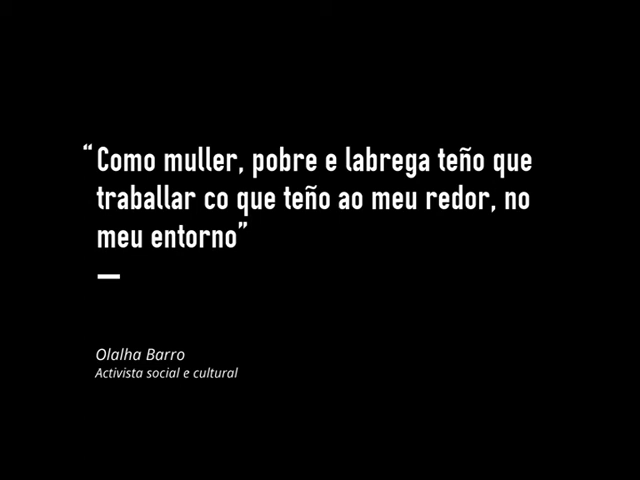 “Como muller, pobre e labrega teño que
traballar co que teño ao meu redor, no
meu entorno”
Olalha Barro
Activista social e cultural